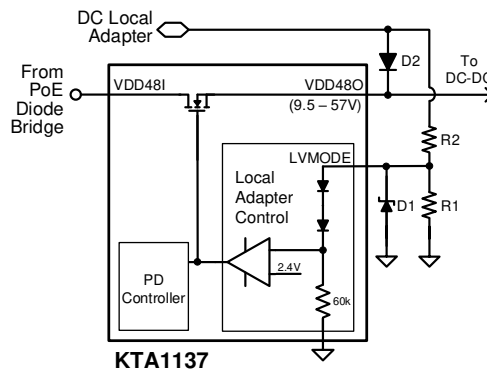 DC Local
Adapter
D2
To
DC-DC
From
PoE
Diode
Bridge
VDD48I
VDD48O
(9.5 – 57V)
R2
LVMODE
Local
Adapter
Control
D1
R1
PD
Controller
2.4V
60k
KTA1137